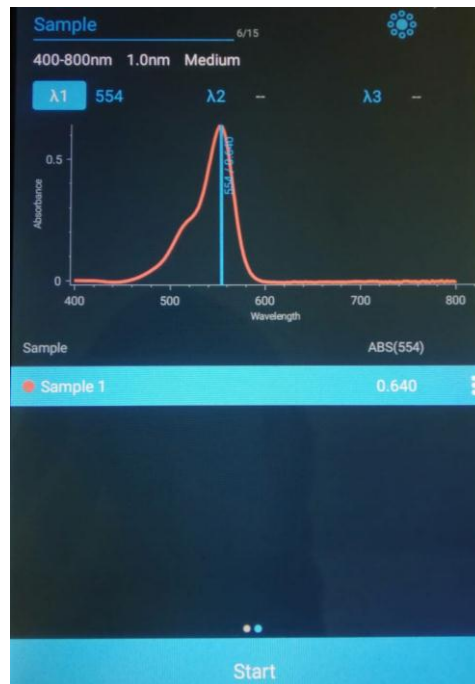 Sample 6/15
400-800nm 1.0nm Medium
λ1 554 λ2 -- λ3 --
0.5
0
Absorbance
554 / 0.640
400 500 600 700 800
Wavelength
Sample ABS(554)
Sample 1 0.640
Start